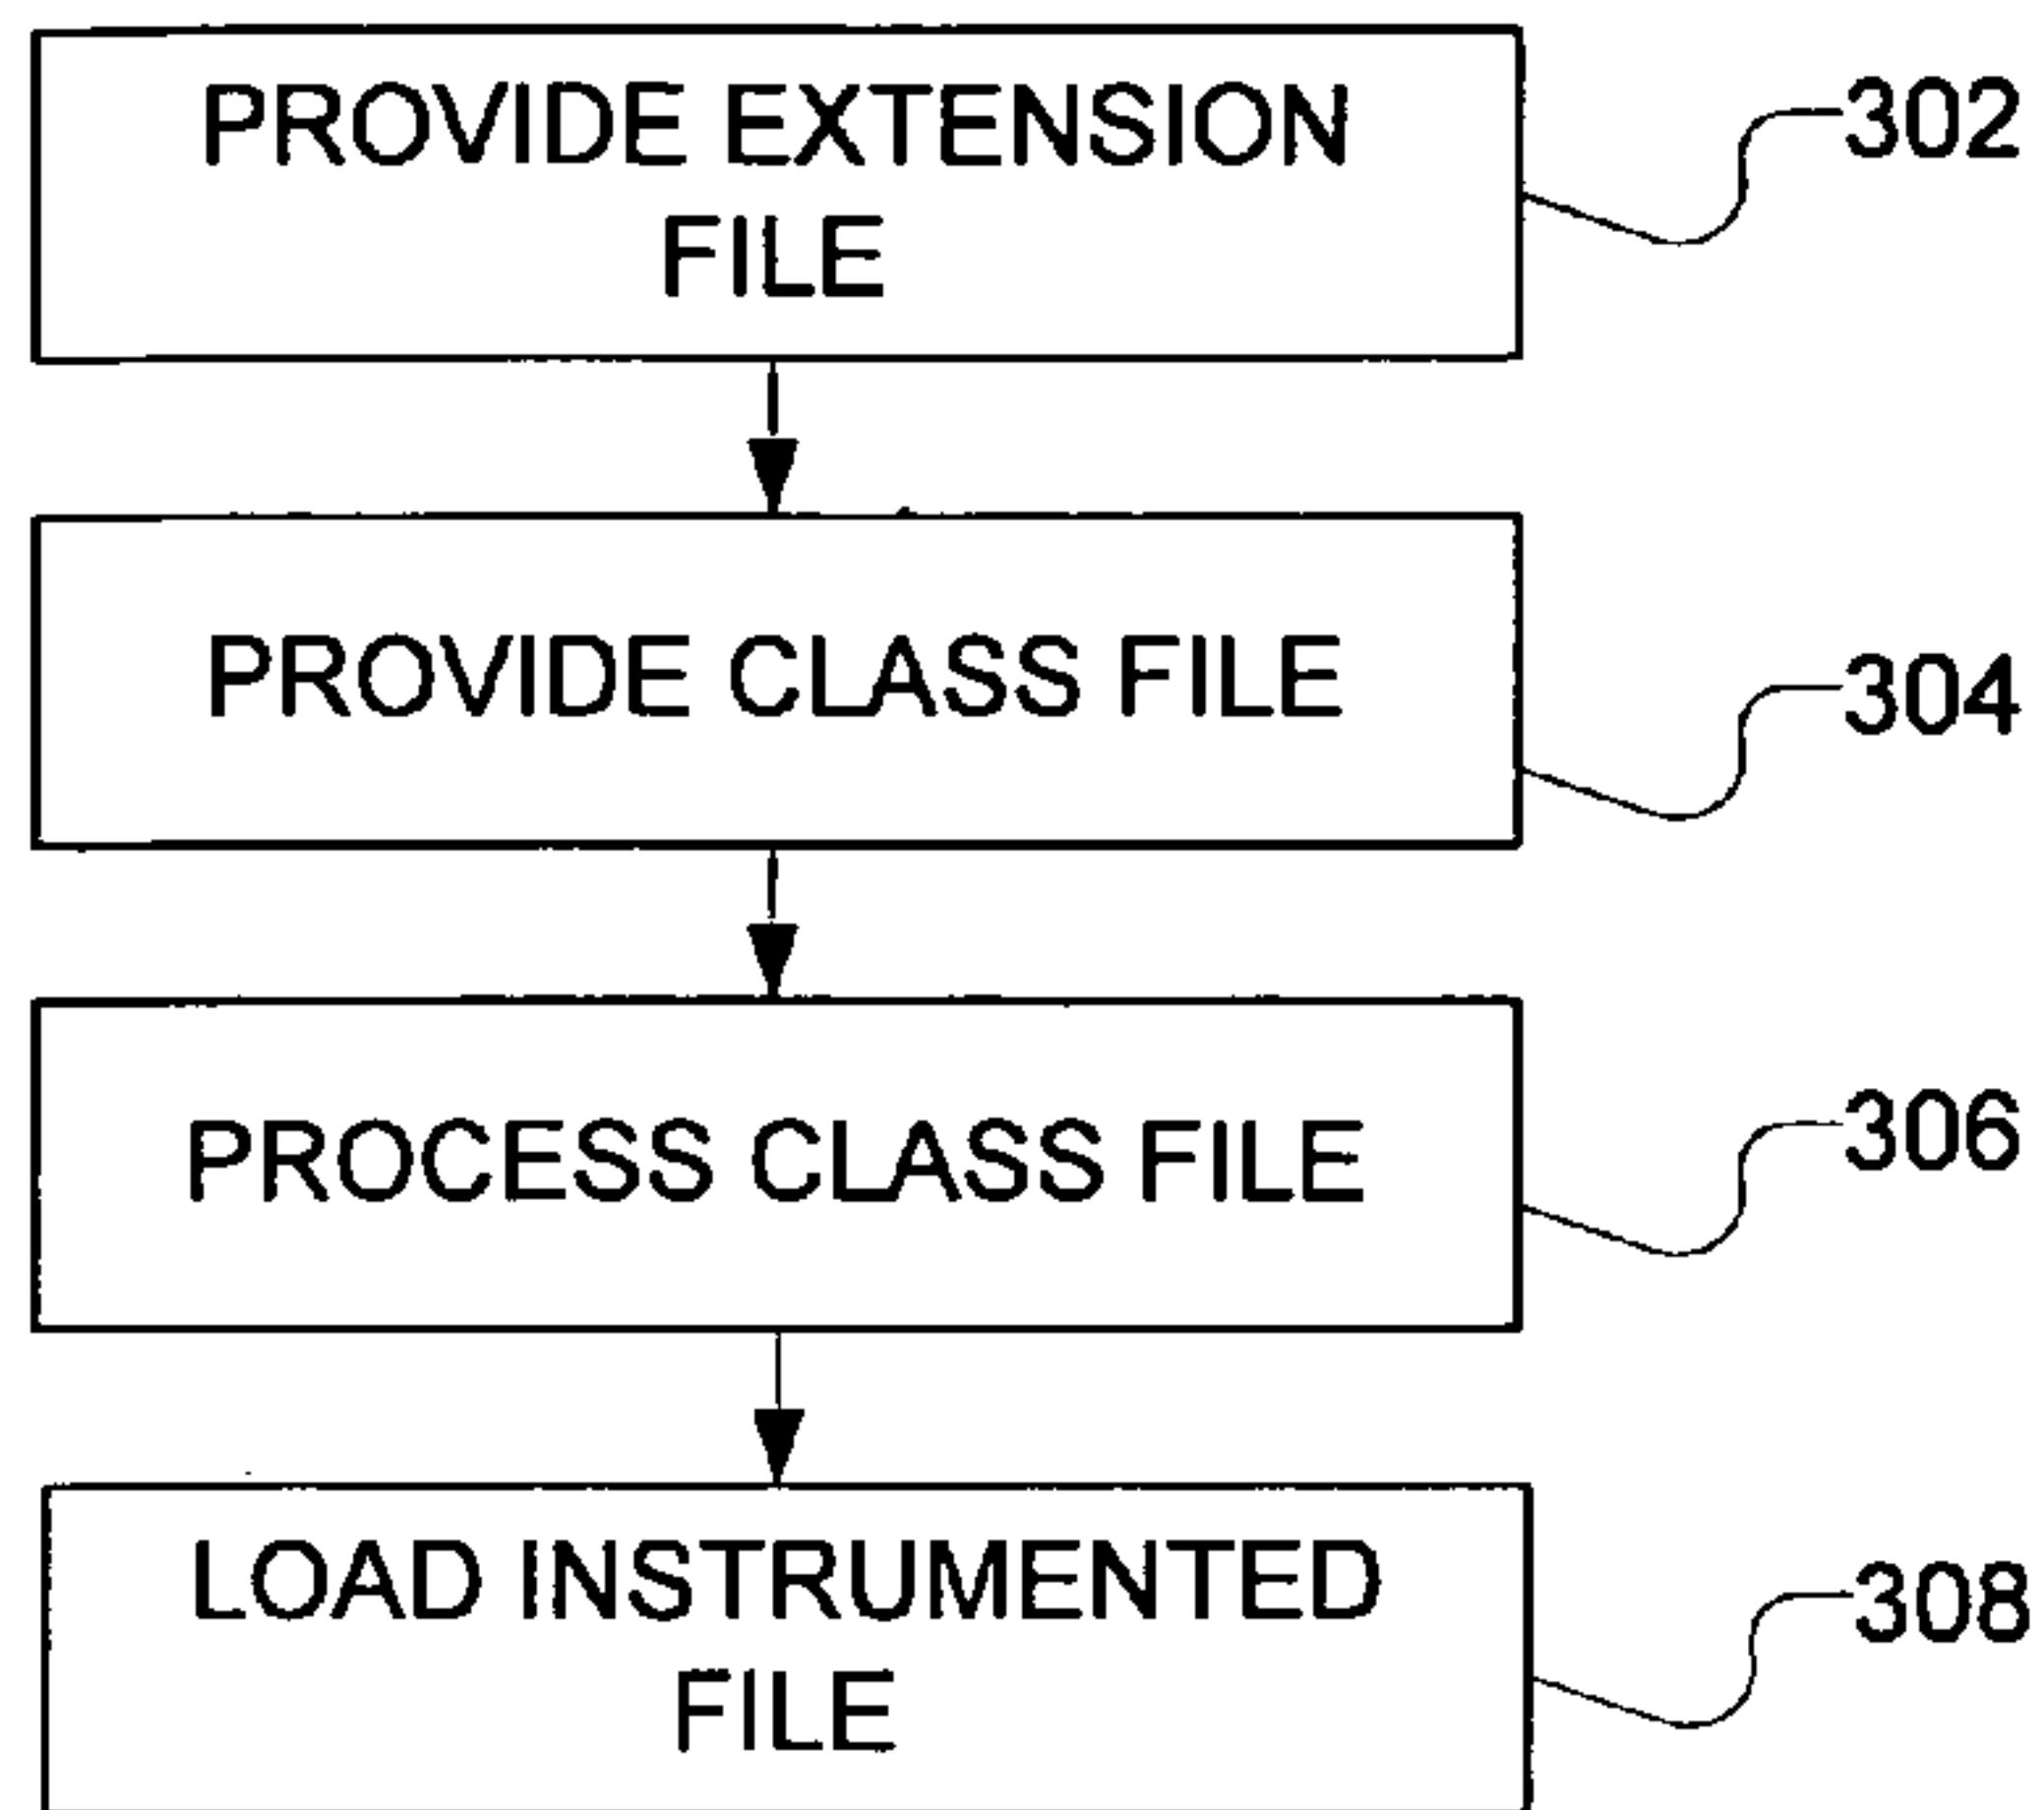 PROVIDE EXTENSION
FILE
302
PROVIDE CLASS FILE
304
PROCESS CLASS FILE
306
LOAD INSTRUMENTED
FILE
308